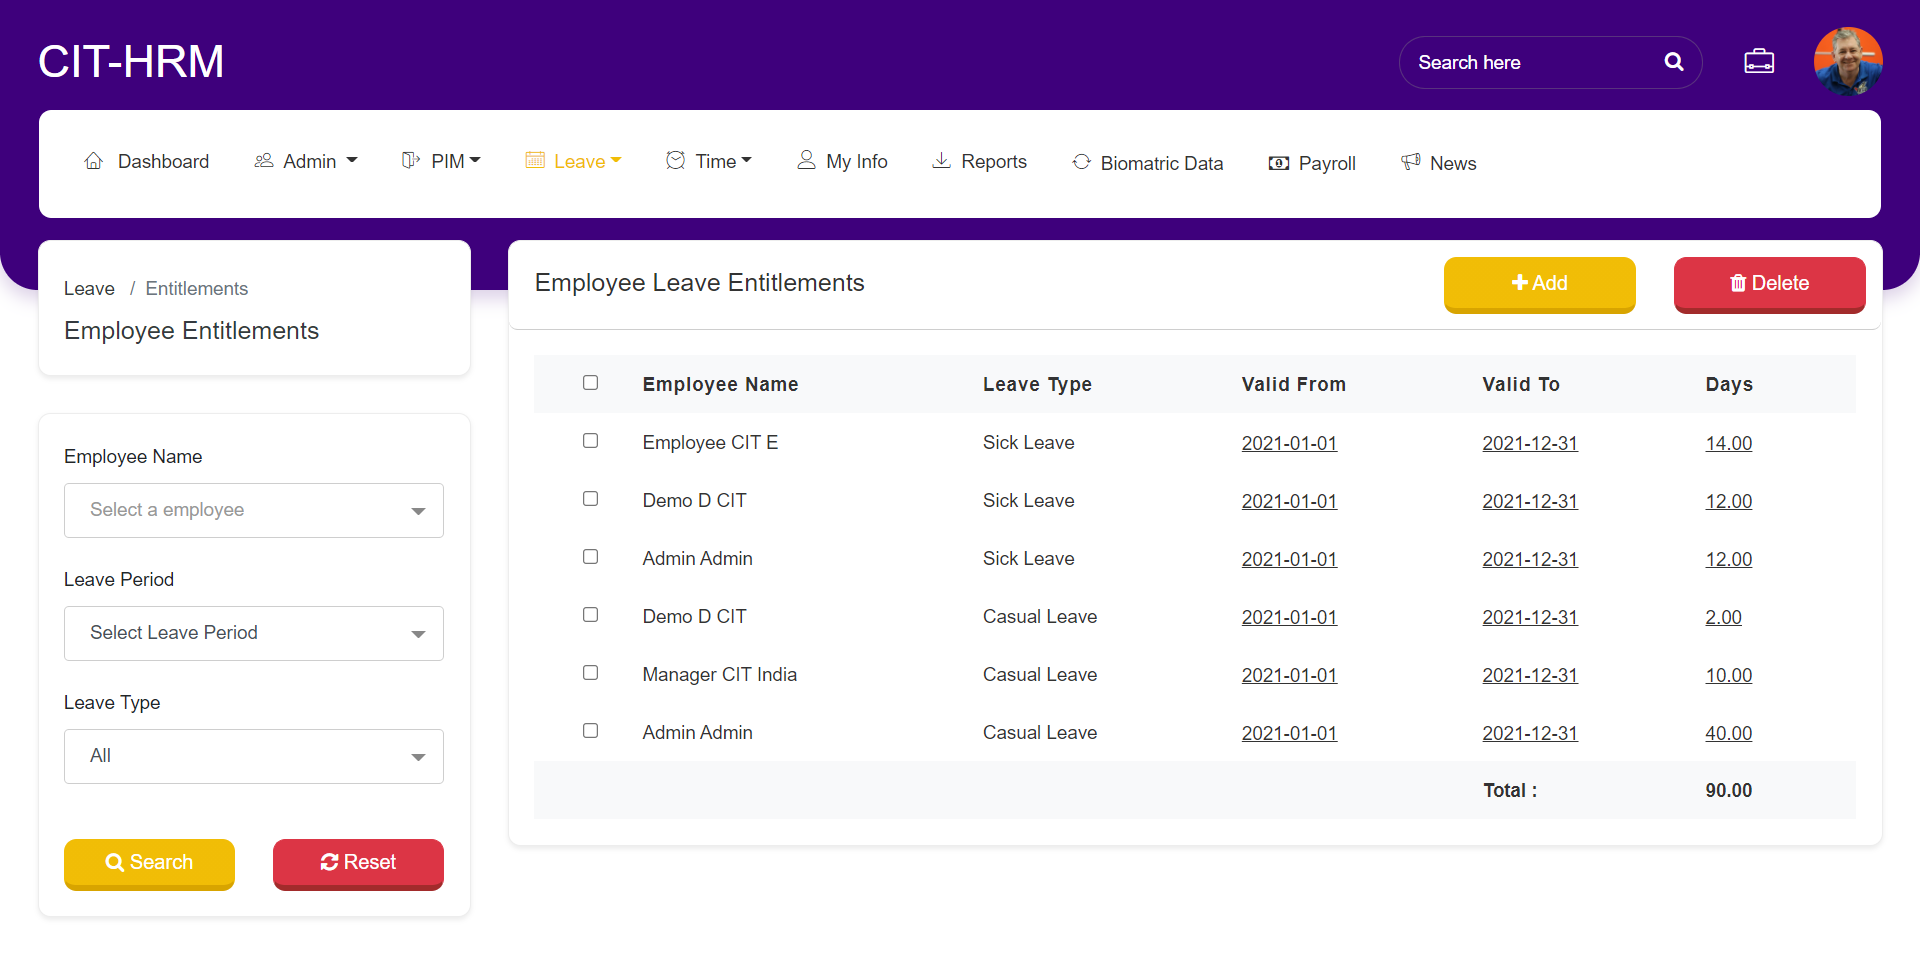 CIT-HRM
Search here
Dashboard Admin PIM Leave Time My Info Reports Biomatric Data Payroll News
Leave / Entitlements
Employee Entitlements
Employee Name
Select a employee
Leave Period
Select Leave Period
Leave Type
All
Search Reset
Employee Leave Entitlements
Add Delete
Employee Name Leave Type Valid From Valid To Days
Employee CIT E Sick Leave 2021-01-01 2021-12-31 14.00
Demo D CIT Sick Leave 2021-01-01 2021-12-31 12.00
Admin Admin Sick Leave 2021-01-01 2021-12-31 12.00
Demo D CIT Casual Leave 2021-01-01 2021-12-31 2.00
Manager CIT India Casual Leave 2021-01-01 2021-12-31 10.00
Admin Admin Casual Leave 2021-01-01 2021-12-31 40.00
Total : 90.00